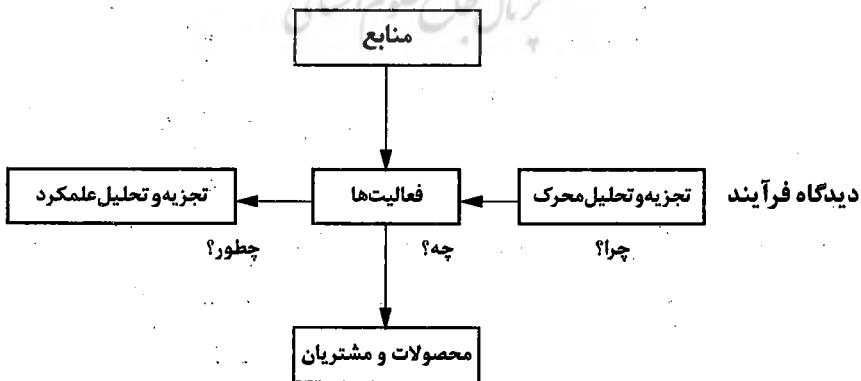 منابع
دیدگاه فرآیند
تجزیه‌وتحلیل محرک
فعالیت‌ها
تجزیه‌وتحلیل علمکرد
چرا؟
چه؟
چطور؟
محصولات و مشتریان